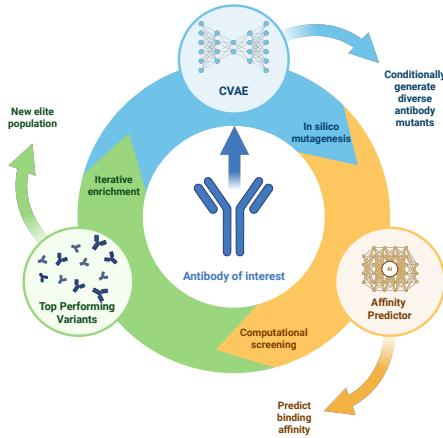 CVAE
Conditionally
generate
diverse
antibody
mutants
New elite
population
In silico
mutagenesis
Iterative
enrichment
Antibody of interest
AI
Affinity
Predictor
Top Performing
Variants
Computational
screening
Predict
binding
affinity